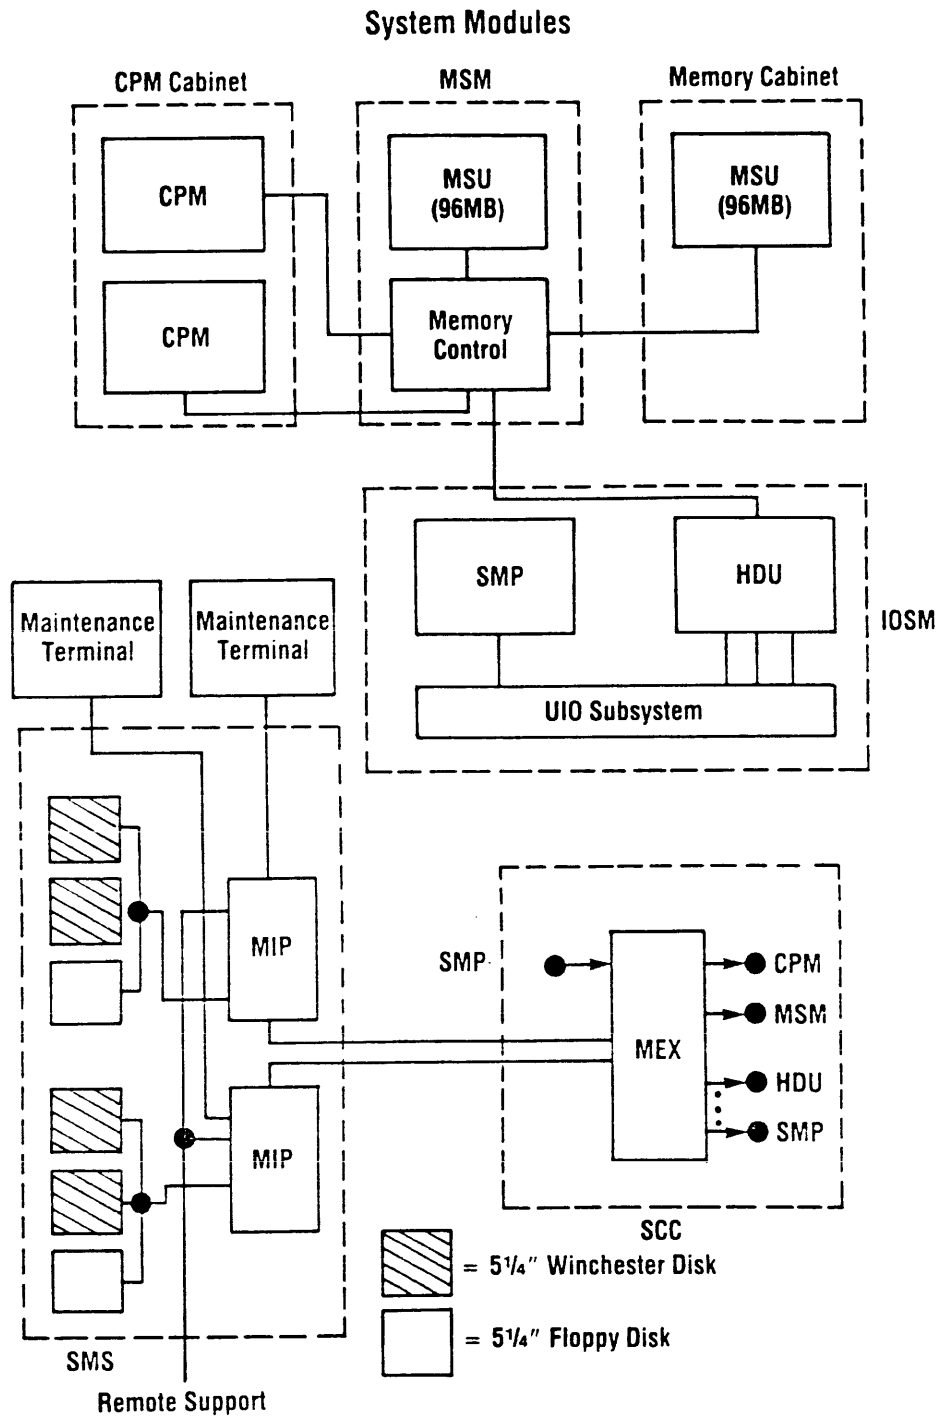 System Modules
CPM Cabinet
MSM
Memory Cabinet
CPM
MSU
(96MB)
MSU
(96MB)
CPM
Memory
Control
SMP
HDU
IOSM
UIO Subsystem
Maintenance
Terminal
Maintenance
Terminal
MIP
MIP
SMS
Remote Support
SMP
MEX
CPM
MSM
HDU
SMP
SCC
= 5¼" Winchester Disk
= 5¼" Floppy Disk